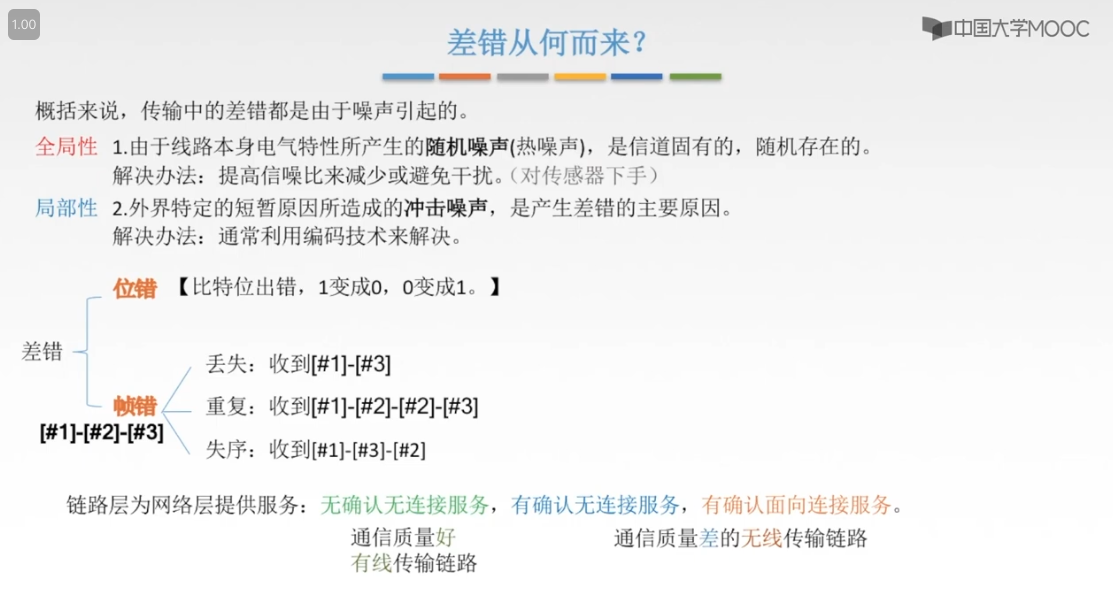 1.00
中国大学MOOC
差错从何而来？
概括来说，传输中的差错都是由于噪声引起的。
全局性 1.由于线路本身电气特性所产生的随机噪声(热噪声)，是信道固有的，随机存在的。
解决办法：提高信噪比来减少或避免干扰。（对传感器下手）
局部性 2.外界特定的短暂原因所造成的冲击噪声，是产生差错的主要原因。
解决办法：通常利用编码技术来解决。
位错 【比特位出错，1变成0，0变成1。】
差错
丢失：收到[#1]-[#3]
帧错 重复：收到[#1]-[#2]-[#2]-[#3]
[#1]-[#2]-[#3]
失序：收到[#1]-[#3]-[#2]
链路层为网络层提供服务：无确认无连接服务，有确认无连接服务，有确认面向连接服务。
通信质量好 通信质量差的无线传输链路
有线传输链路